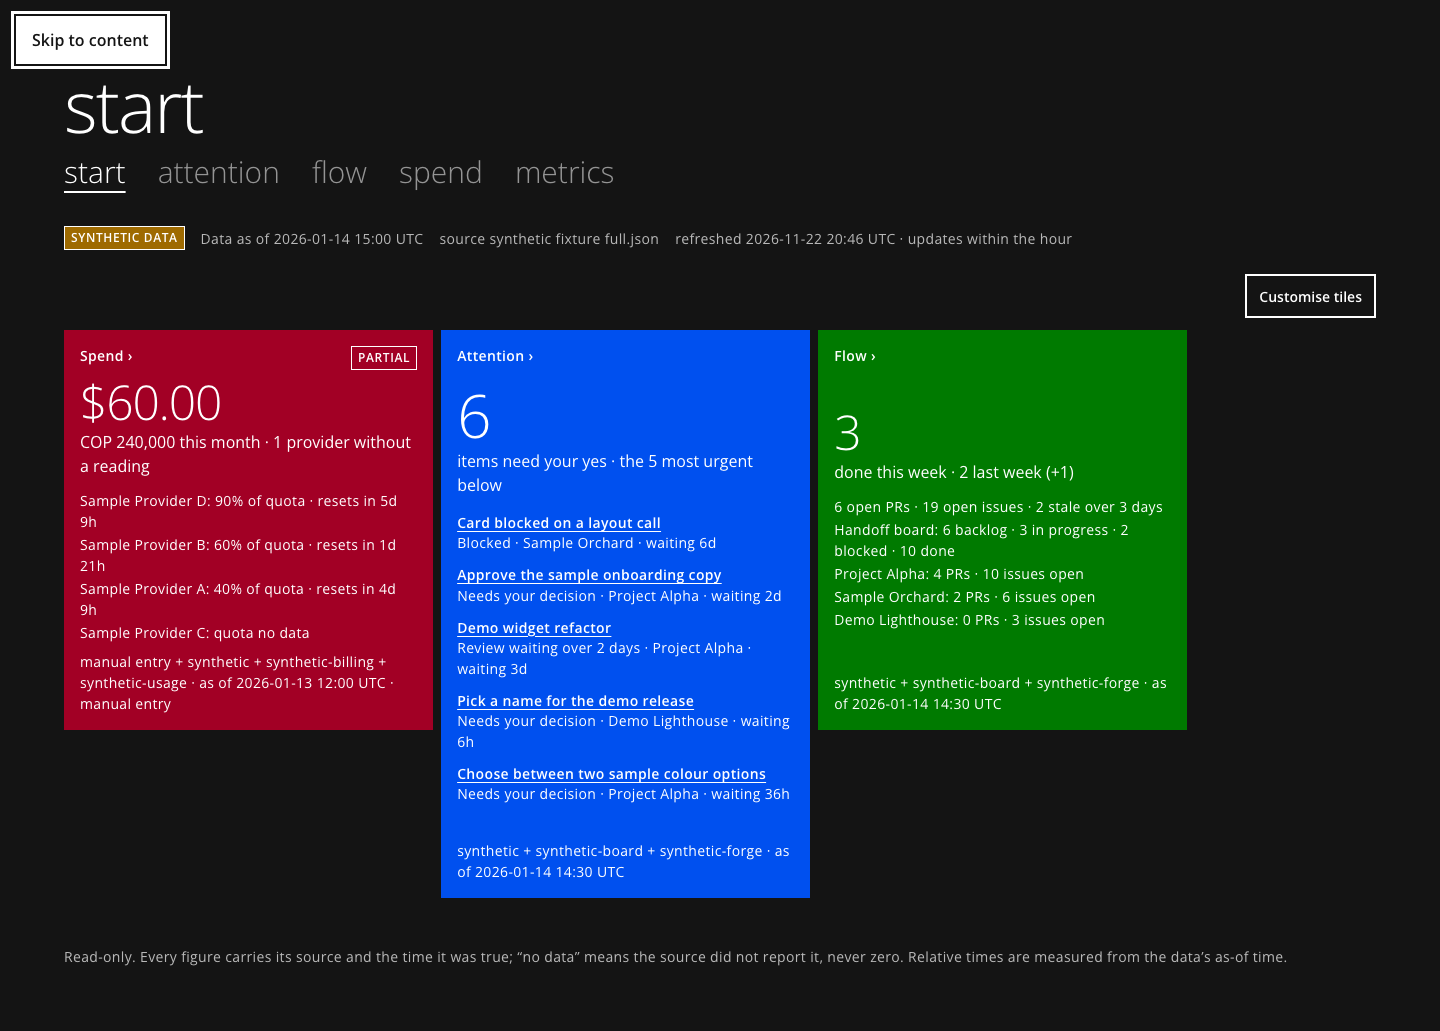 Skip to content
start
start attention flow spend metrics
SYNTHETIC DATA Data as of 2026-01-14 15:00 UTC source synthetic fixture full.json refreshed 2026-11-22 20:46 UTC · updates within the hour
Customise tiles
Spend ›
PARTIAL
$60.00
COP 240,000 this month · 1 provider without
a reading
Sample Provider D: 90% of quota · resets in 5d
9h
Sample Provider B: 60% of quota · resets in 1d
21h
Sample Provider A: 40% of quota · resets in 4d
9h
Sample Provider C: quota no data
manual entry + synthetic + synthetic-billing +
synthetic-usage · as of 2026-01-13 12:00 UTC ·
manual entry
Attention ›
6
items need your yes · the 5 most urgent
below
Card blocked on a layout call
Blocked · Sample Orchard · waiting 6d
Approve the sample onboarding copy
Needs your decision · Project Alpha · waiting 2d
Demo widget refactor
Review waiting over 2 days · Project Alpha ·
waiting 3d
Pick a name for the demo release
Needs your decision · Demo Lighthouse · waiting
6h
Choose between two sample colour options
Needs your decision · Project Alpha · waiting 36h
synthetic + synthetic-board + synthetic-forge · as
of 2026-01-14 14:30 UTC
Flow ›
3
done this week · 2 last week (+1)
6 open PRs · 19 open issues · 2 stale over 3 days
Handoff board: 6 backlog · 3 in progress · 2
blocked · 10 done
Project Alpha: 4 PRs · 10 issues open
Sample Orchard: 2 PRs · 6 issues open
Demo Lighthouse: 0 PRs · 3 issues open
synthetic + synthetic-board + synthetic-forge · as
of 2026-01-14 14:30 UTC
Read-only. Every figure carries its source and the time it was true; “no data” means the source did not report it, never zero. Relative times are measured from the data’s as-of time.